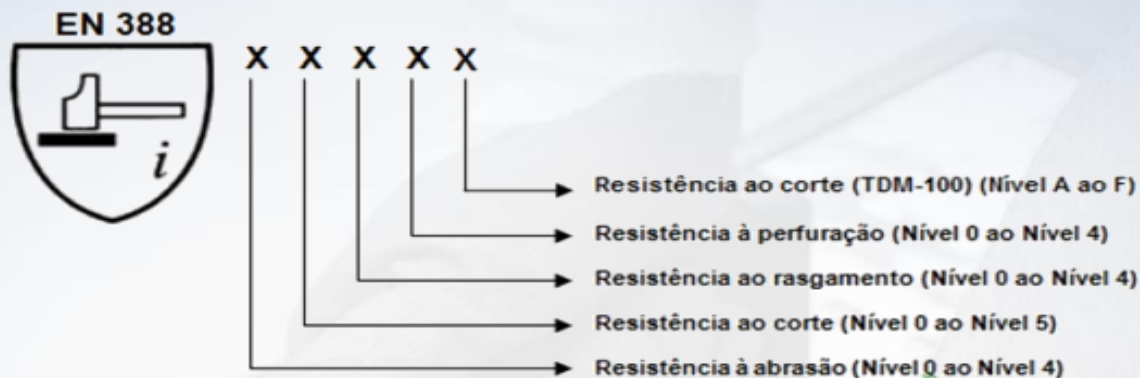 EN 388
X X X X X
i
Resistência ao corte (TDM-100) (Nível A ao F)
Resistência à perfuração (Nível 0 ao Nível 4)
Resistência ao rasgamento (Nível 0 ao Nível 4)
Resistência ao corte (Nível 0 ao Nível 5)
Resistência à abrasão (Nível 0 ao Nível 4)